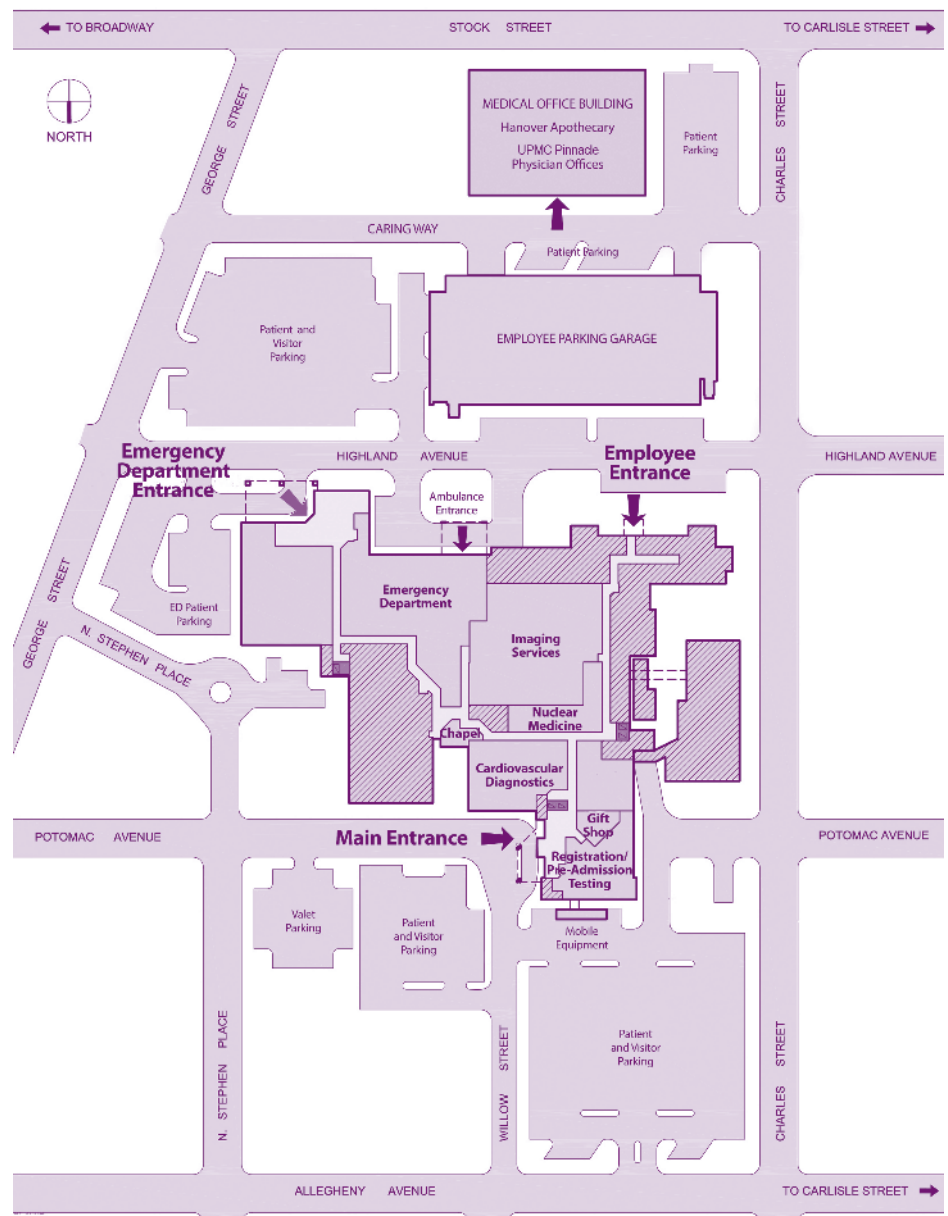 TO BROADWAY
STOCK STREET
TO CARLISLE STREET
NORTH
GEORGE STREET
MEDICAL OFFICE BUILDING
Hanover Apothecary
UPMC Pinnacle
Physician Offices
Patient
Parking
CHARLES STREET
CARING WAY
Patient Parking
Patient and
Visitor
Parking
EMPLOYEE PARKING GARAGE
Emergency
Department
Entrance
HIGHLAND AVENUE
Employee
Entrance
HIGHLAND AVENUE
Ambulance
Entrance
GEORGE STREET
ED Patient
Parking
N. STEPHEN PLACE
Emergency
Department
Imaging
Services
Nuclear
Medicine
Chapel
Cardiovascular
Diagnostics
Gift
Shop
POTOMAC AVENUE
Main Entrance
POTOMAC AVENUE
Registration/
Pre-Admission
Testing
Valet
Parking
Patient
and Visitor
Parking
Mobile
Equipment
N. STEPHEN PLACE
WILLOW STREET
Patient
and Visitor
Parking
CHARLES STREET
ALLEGHENY AVENUE
TO CARLISLE STREET